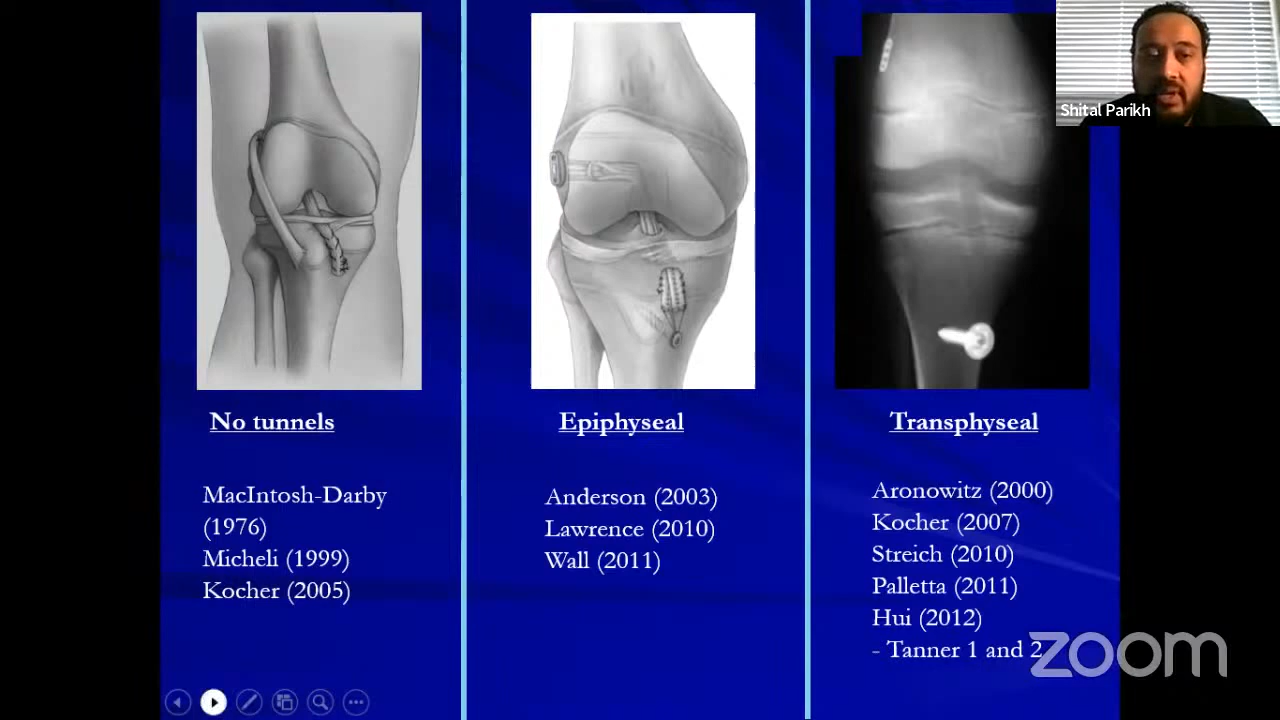 Shital Parikh
No tunnels
MacIntosh-Darby
(1976)
Micheli (1999)
Kocher (2005)
Epiphyseal
Anderson (2003)
Lawrence (2010)
Wall (2011)
Transphyseal
Aronowitz (2000)
Kocher (2007)
Streich (2010)
Palletta (2011)
Hui (2012)
- Tanner 1 and 2
zoom